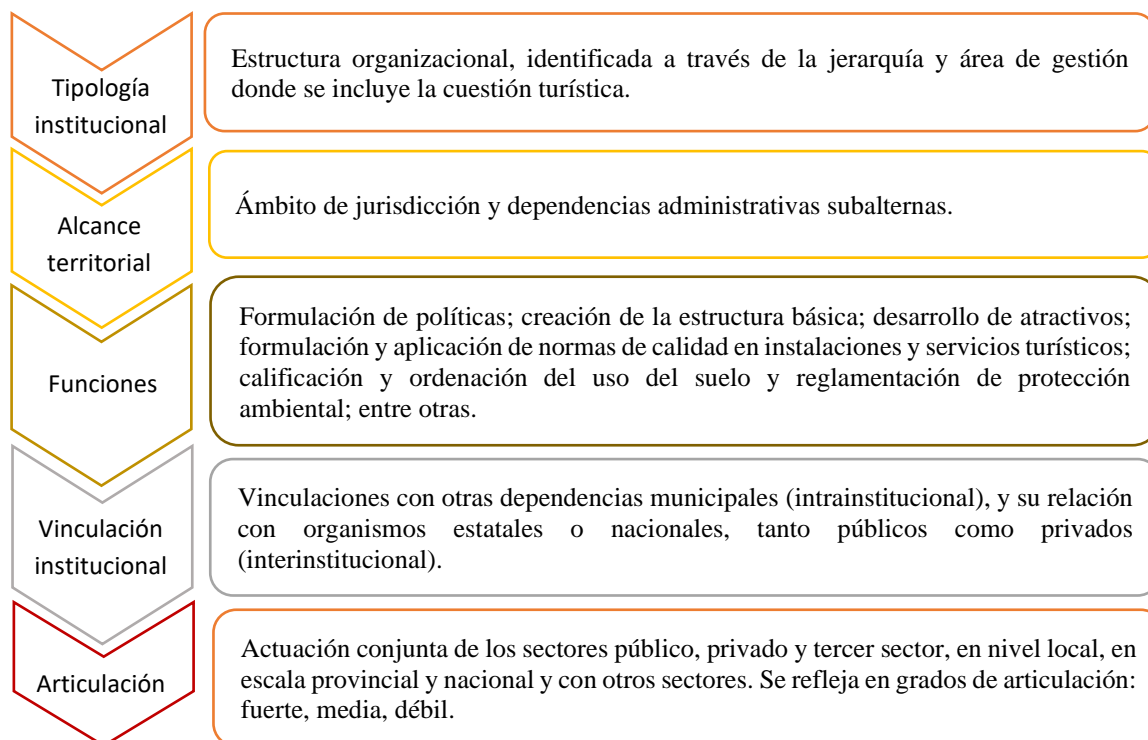 Tipología
institucional
Estructura organizacional, identificada a través de la jerarquía y área de gestión
donde se incluye la cuestión turística.
Alcance
territorial
Ámbito de jurisdicción y dependencias administrativas subalternas.
Funciones
Formulación de políticas; creación de la estructura básica; desarrollo de atractivos;
formulación y aplicación de normas de calidad en instalaciones y servicios turísticos;
calificación y ordenación del uso del suelo y reglamentación de protección
ambiental; entre otras.
Vinculación
institucional
Vinculaciones con otras dependencias municipales (intrainstitucional), y su relación
con organismos estatales o nacionales, tanto públicos como privados
(interinstitucional).
Articulación
Actuación conjunta de los sectores público, privado y tercer sector, en nivel local, en
escala provincial y nacional y con otros sectores. Se refleja en grados de articulación:
fuerte, media, débil.